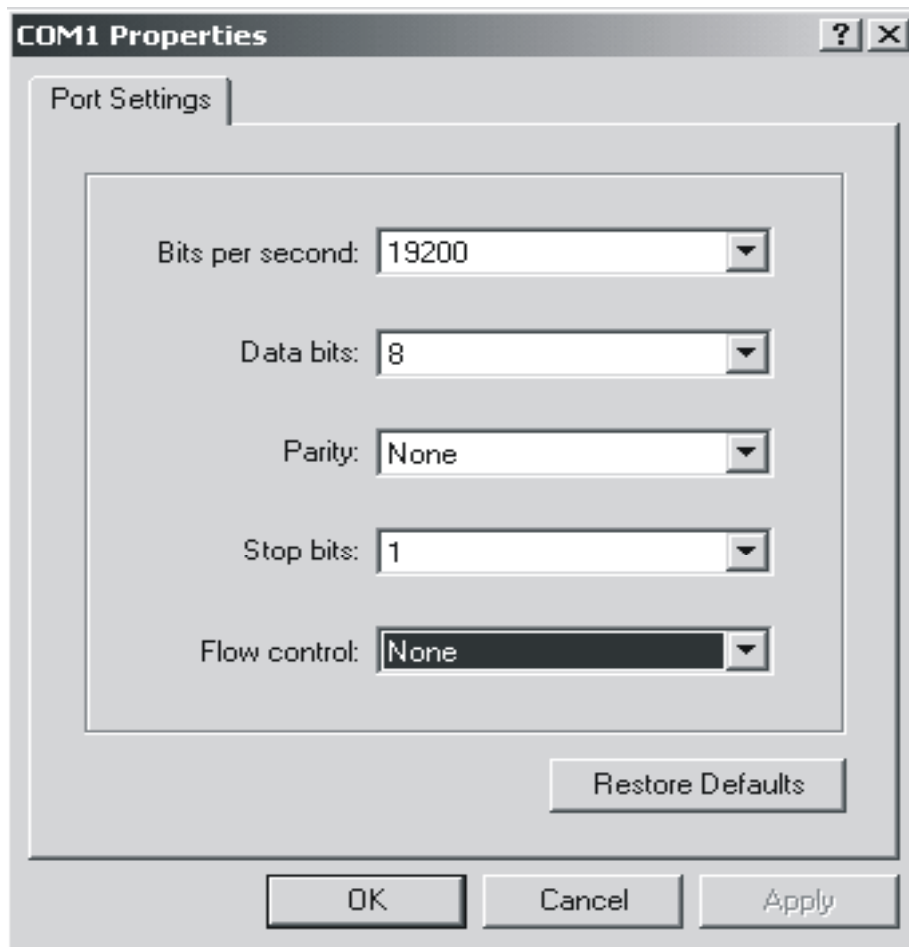 COM1 Properties
Port Settings
Bits per second: 19200
Data bits: 8
Parity: None
Stop bits: 1
Flow control: None
Restore Defaults
OK Cancel Apply